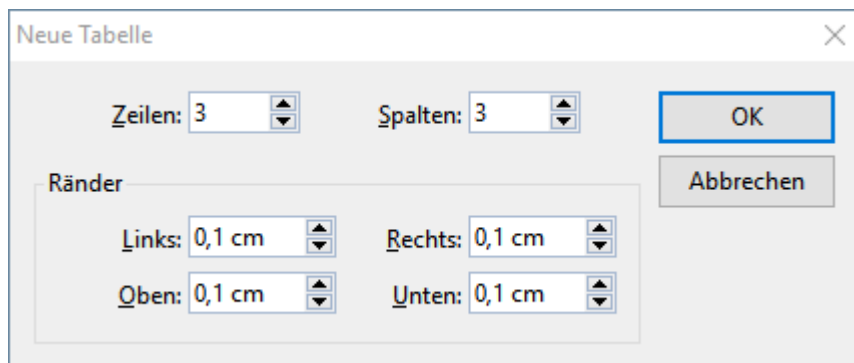 Neue Tabelle
Zeilen: 3 Spalten: 3 OK
Abbrechen
Ränder
Links: 0,1 cm Rechts: 0,1 cm
Oben: 0,1 cm Unten: 0,1 cm